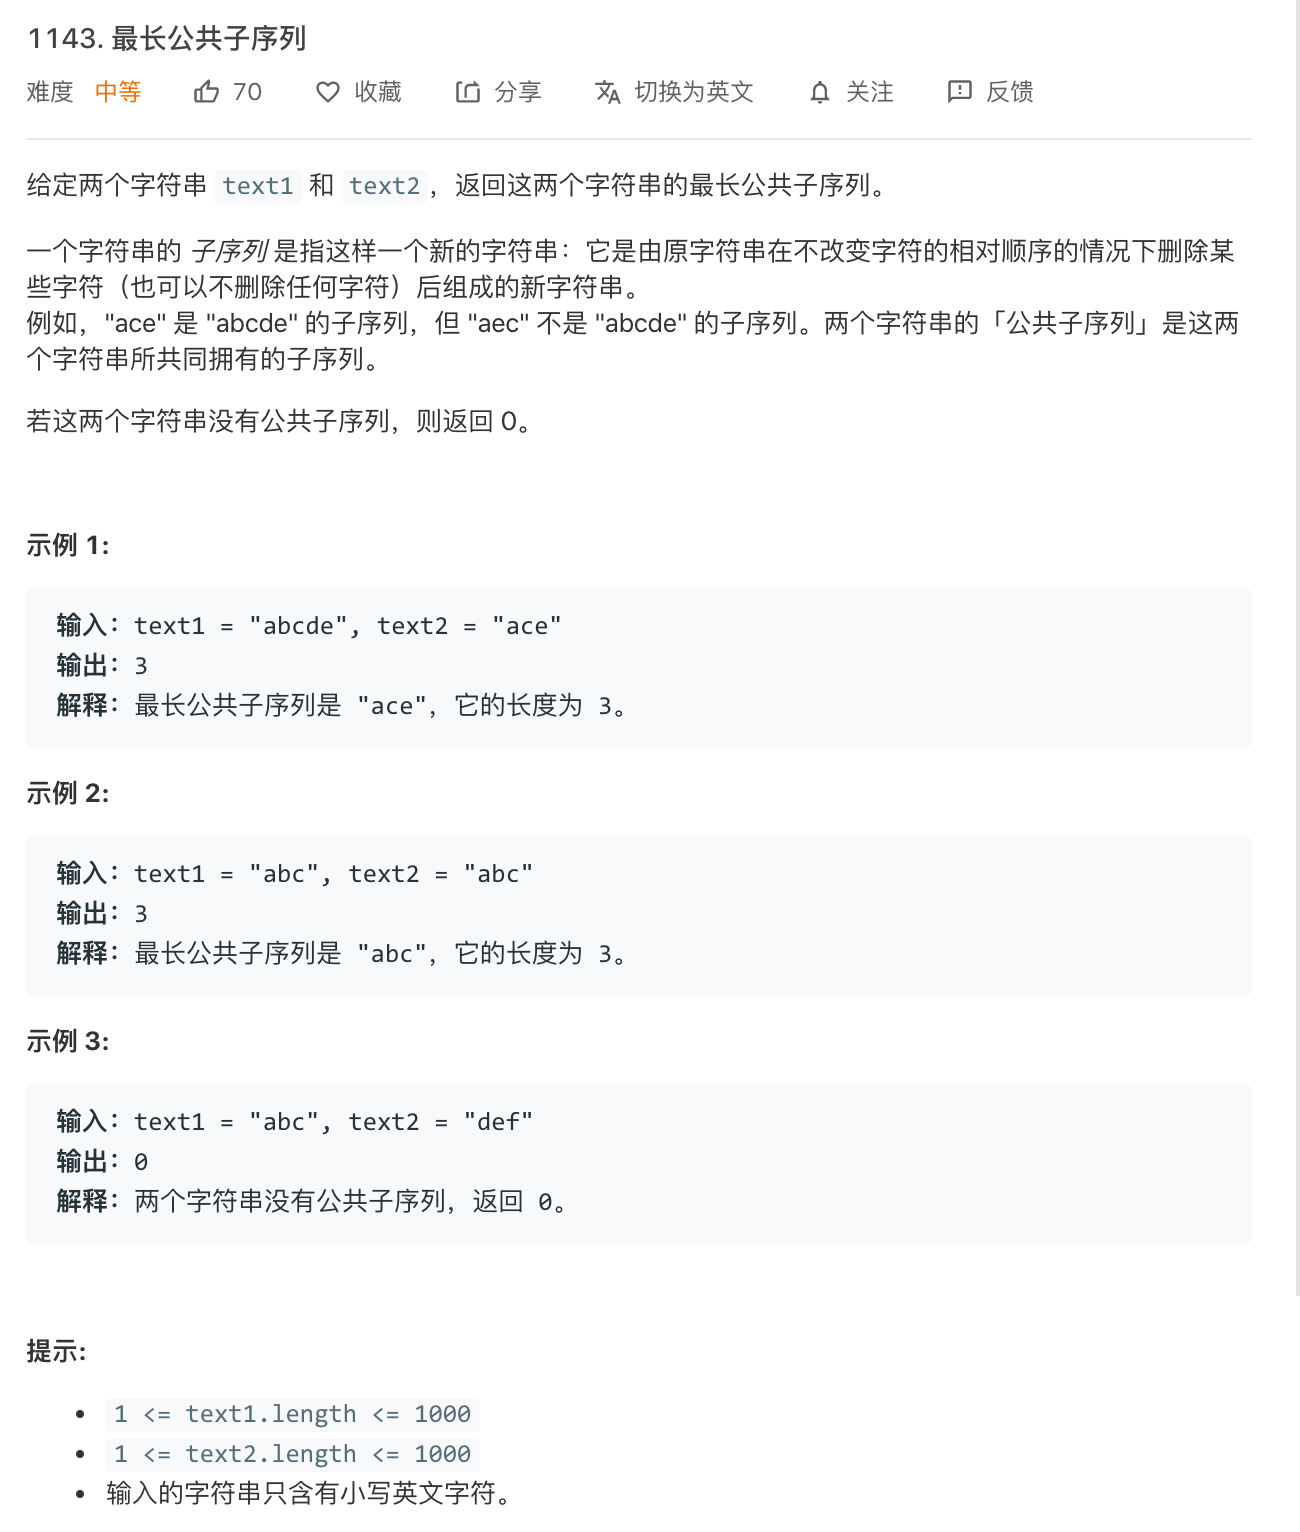 1143. 最长公共子序列
难度 中等 70 收藏 分享 切换为英文 关注 反馈
给定两个字符串 text1 和 text2，返回这两个字符串的最长公共子序列。
一个字符串的 子序列 是指这样一个新的字符串：它是由原字符串在不改变字符的相对顺序的情况下删除某
些字符（也可以不删除任何字符）后组成的新字符串。
例如，"ace" 是 "abcde" 的子序列，但 "aec" 不是 "abcde" 的子序列。两个字符串的「公共子序列」是这两
个字符串所共同拥有的子序列。
若这两个字符串没有公共子序列，则返回 0。
示例 1:
输入：text1 = "abcde", text2 = "ace"
输出：3
解释：最长公共子序列是 "ace"，它的长度为 3。
示例 2:
输入：text1 = "abc", text2 = "abc"
输出：3
解释：最长公共子序列是 "abc"，它的长度为 3。
示例 3:
输入：text1 = "abc", text2 = "def"
输出：0
解释：两个字符串没有公共子序列，返回 0。
提示:
• 1 <= text1.length <= 1000
• 1 <= text2.length <= 1000
• 输入的字符串只含有小写英文字符。